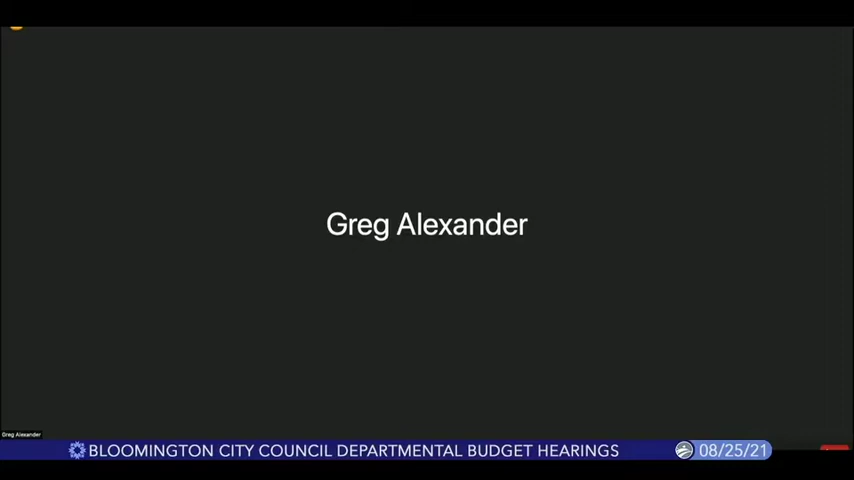 Greg Alexander
Greg Alexander
BLOOMINGTON CITY COUNCIL DEPARTMENTAL BUDGET HEARINGS
08/25/21